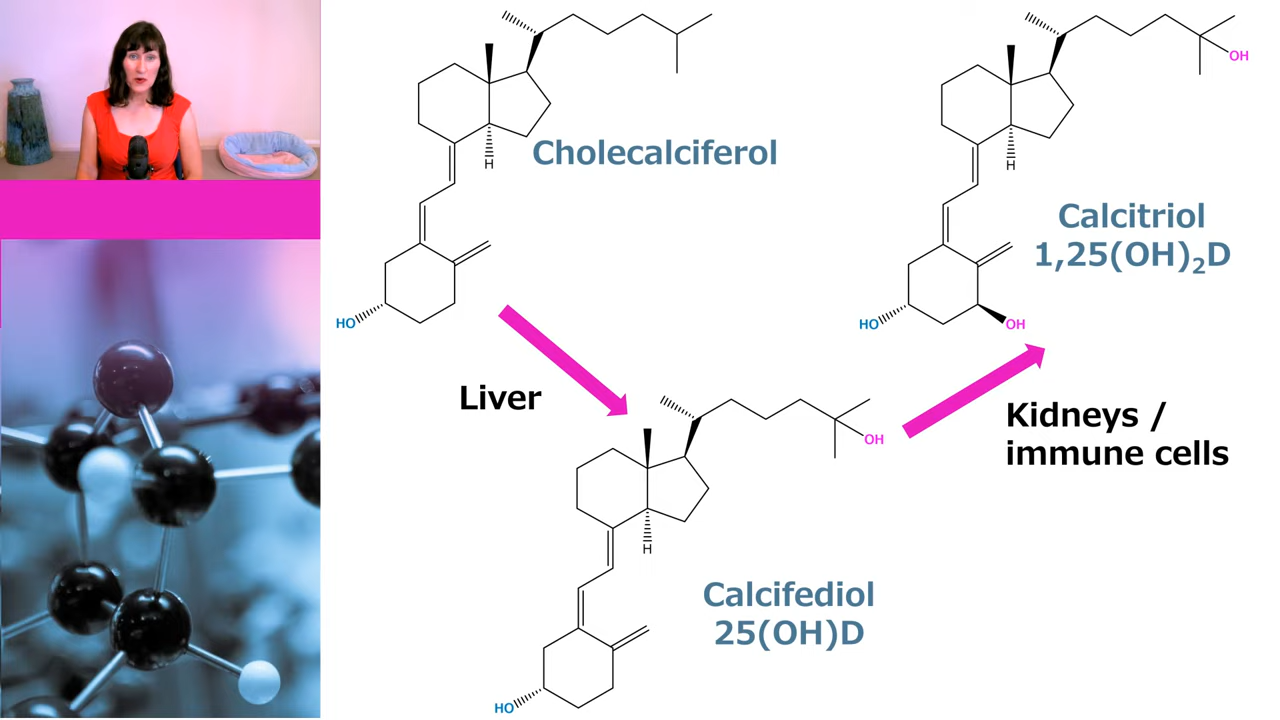 H
Cholecalciferol
HO
Liver
OH
H
Calcifediol
25(OH)D
HO
Kidneys /
immune cells
OH
H
Calcitriol
1,25(OH)₂D
HO
OH